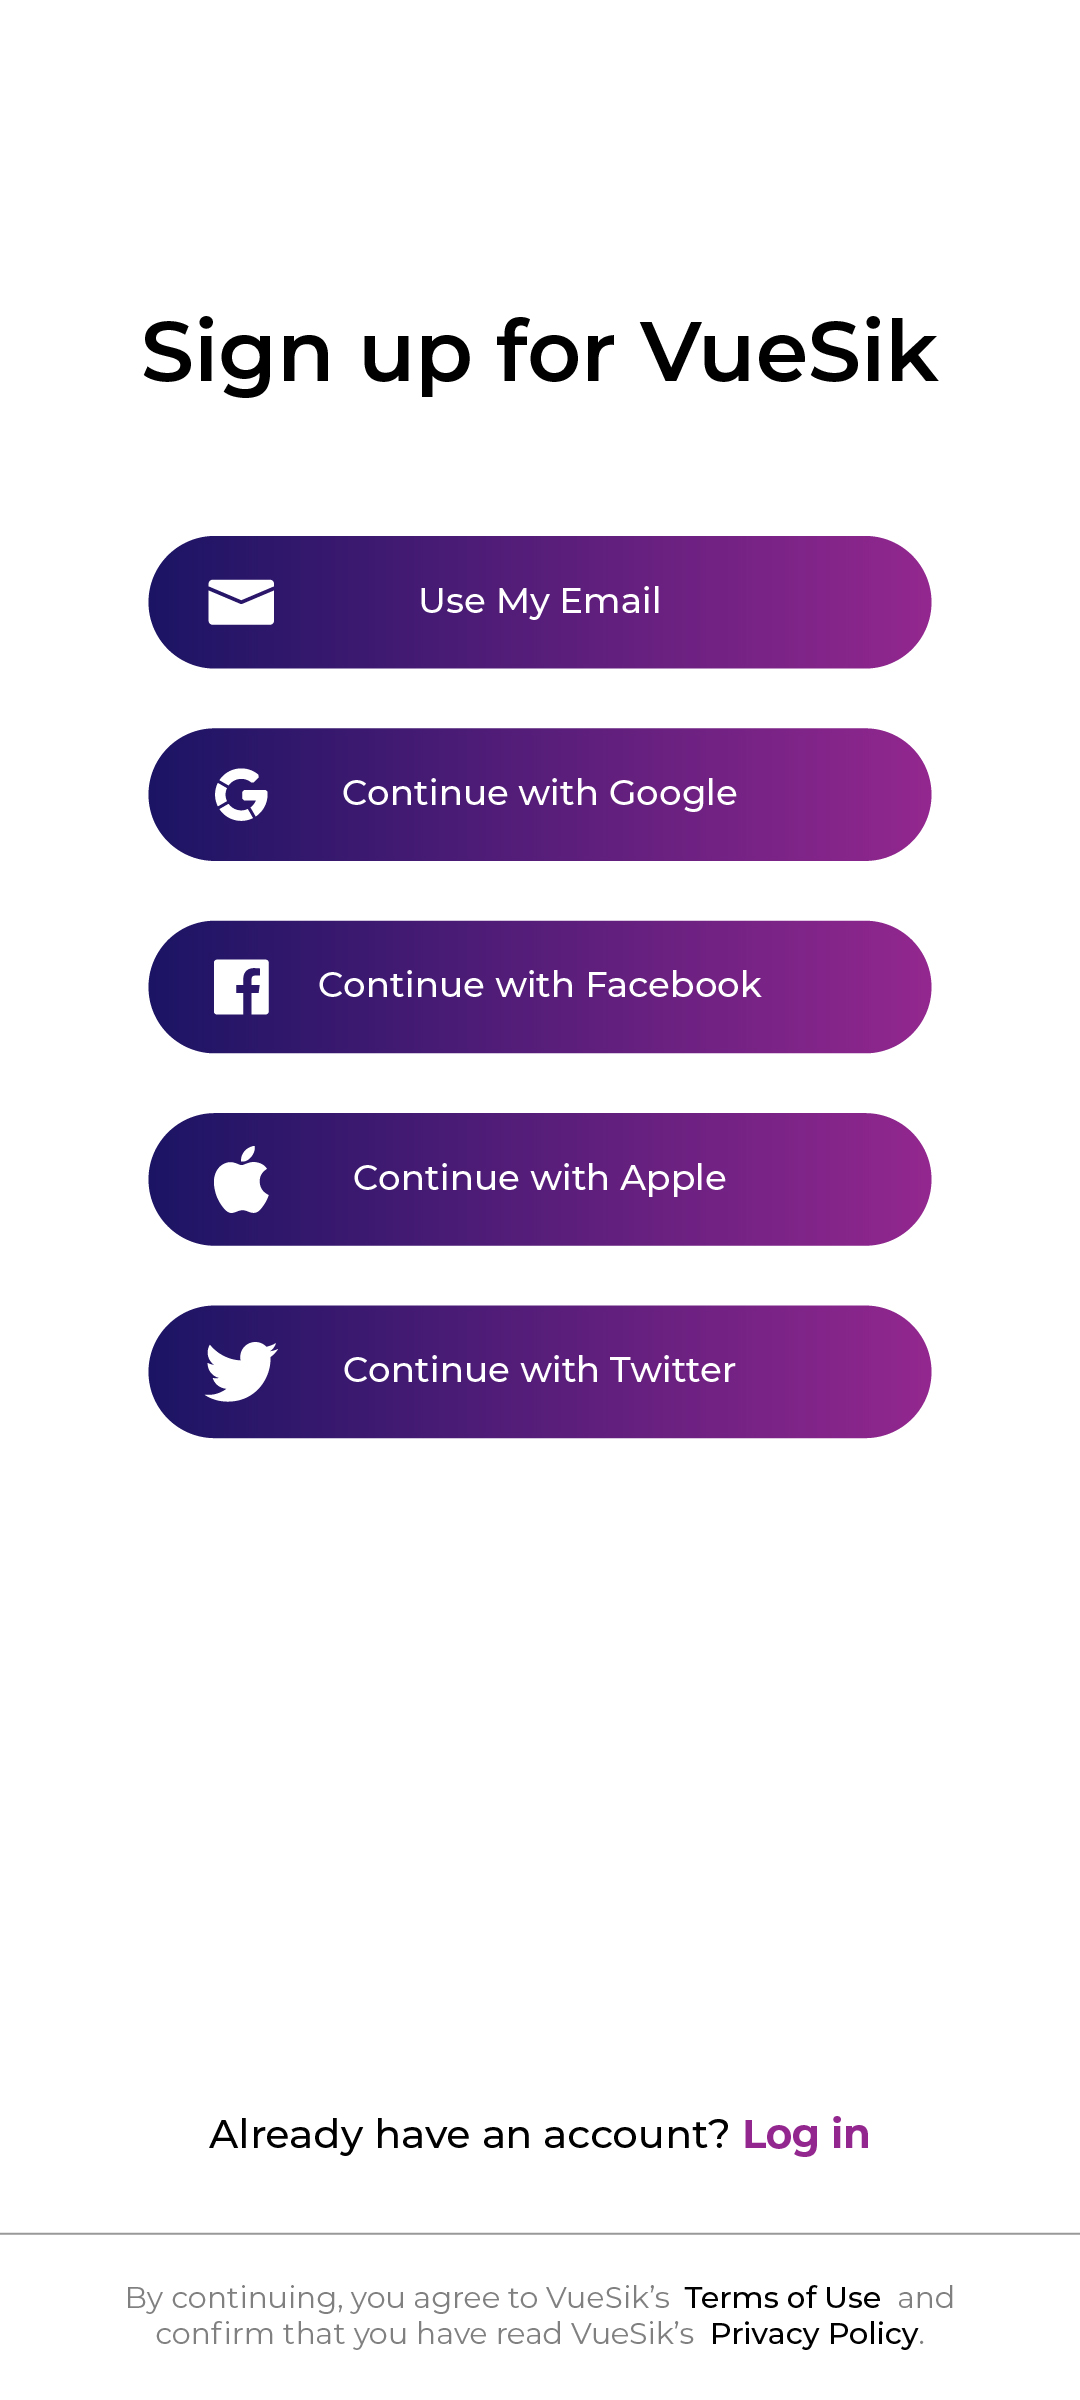 Sign up for VueSik
Use My Email
Continue with Google
Continue with Facebook
Continue with Apple
Continue with Twitter
Already have an account? Log in
By continuing, you agree to VueSik’s Terms of Use and
confirm that you have read VueSik’s Privacy Policy.